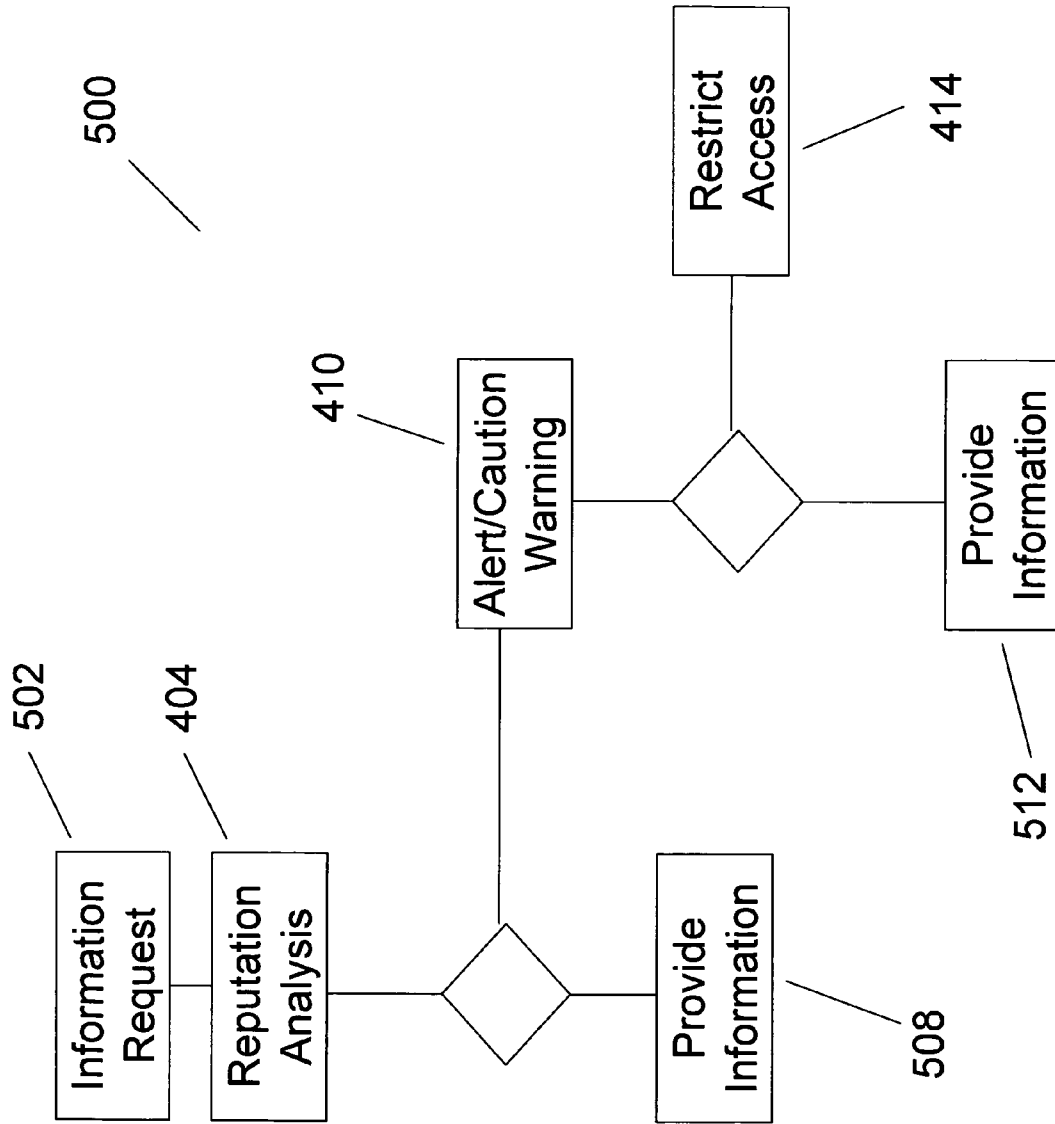 500
502
Information
Request
404
Reputation
Analysis
410
Alert/Caution
Warning
Restrict
Access
414
Provide
Information
508
Provide
Information
512